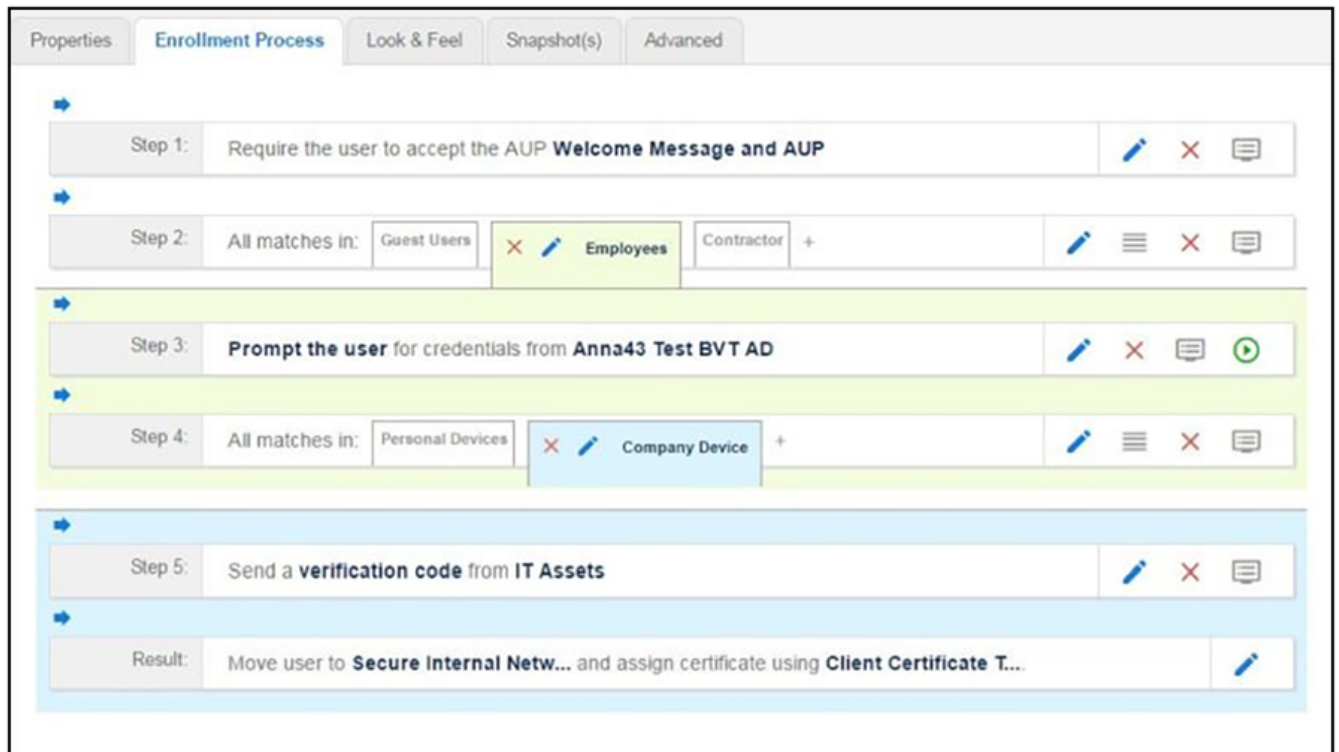 Properties Enrollment Process Look & Feel Snapshot(s) Advanced
Step 1: Require the user to accept the AUP Welcome Message and AUP
Step 2: All matches in: Guest Users Employees Contractor +
Step 3: Prompt the user for credentials from Anna43 Test BVT AD
Step 4: All matches in: Personal Devices Company Device +
Step 5: Send a verification code from IT Assets
Result: Move user to Secure Internal Netw... and assign certificate using Client Certificate T....